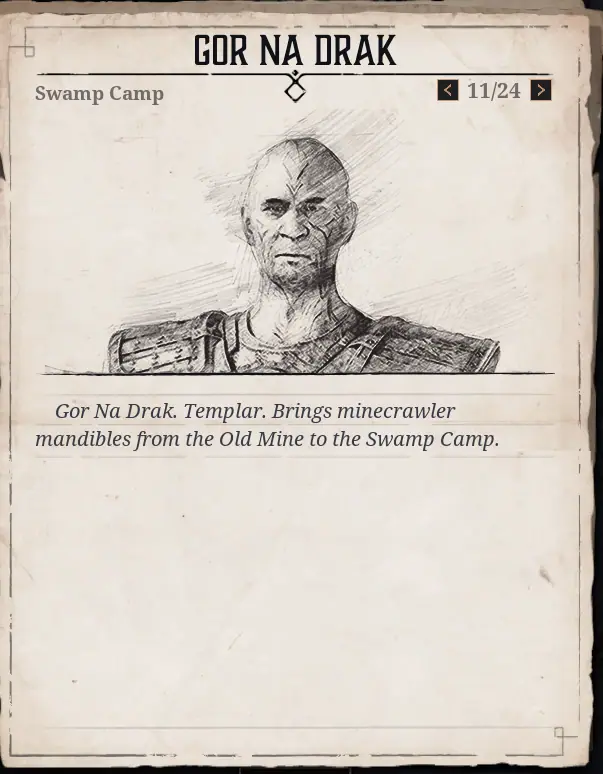 GOR NA DRAK
Swamp Camp
11/24
Gor Na Drak. Templar. Brings minecrawler
mandibles from the Old Mine to the Swamp Camp.